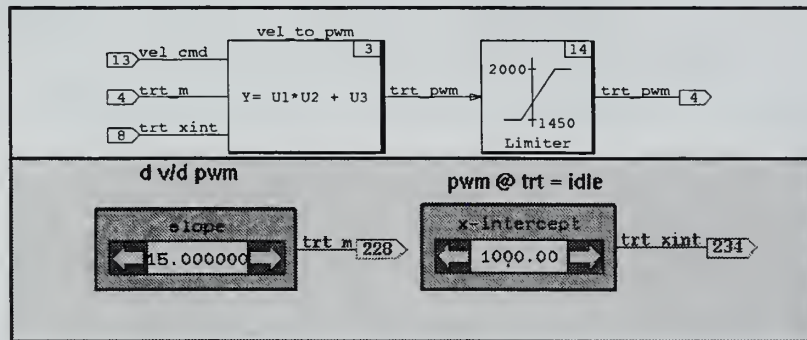 vel_to_pwm
3
14
13 vel_cmd
4 trt_m
8 trt_xint
Y= U1*U2 + U3
trt_pwm
2000
1450
Limiter
trt_pwm 4
d v/d pwm
pwm @ trt = idle
slope
15.000000
trt_m 228
x-intercept
1000.00
trt_xint 234